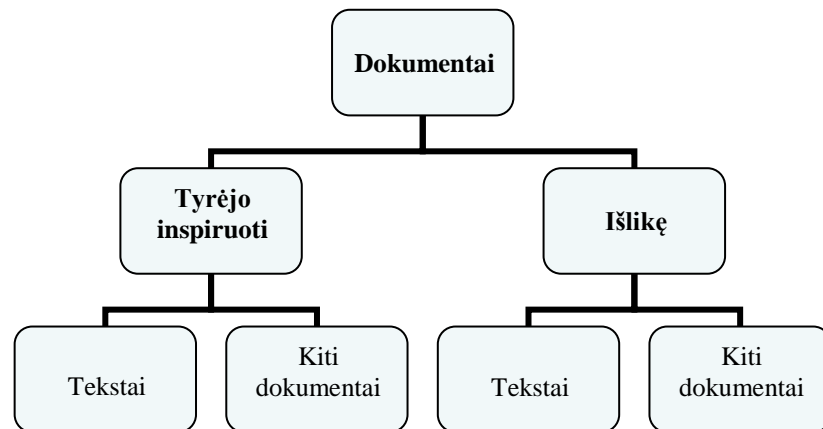 Dokumentai
Tyrėjo
inspiruoti
Išlikę
Tekstai
Kiti
dokumentai
Tekstai
Kiti
dokumentai